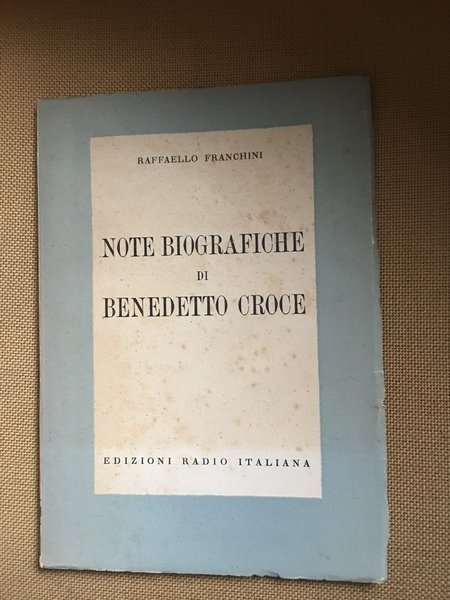 RAFFAELLO FRANCHINI
NOTE BIOGRAFICHE
DI
BENEDETTO CROCE
EDIZIONI RADIO ITALIANA